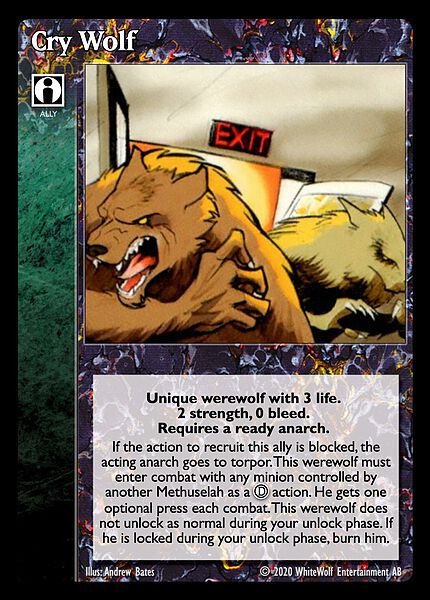 Cry Wolf
ALLY
EXIT
Unique werewolf with 3 life.
2 strength, 0 bleed.
Requires a ready anarch.
If the action to recruit this ally is blocked, the
acting anarch goes to torpor. This werewolf must
enter combat with any minion controlled by
another Methuselah as a Ⓓ action. He gets one
optional press each combat. This werewolf does
not unlock as normal during your unlock phase. If
he is locked during your unlock phase, burn him.
Illus: Andrew Bates
© 2020 WhiteWolf Entertainment AB